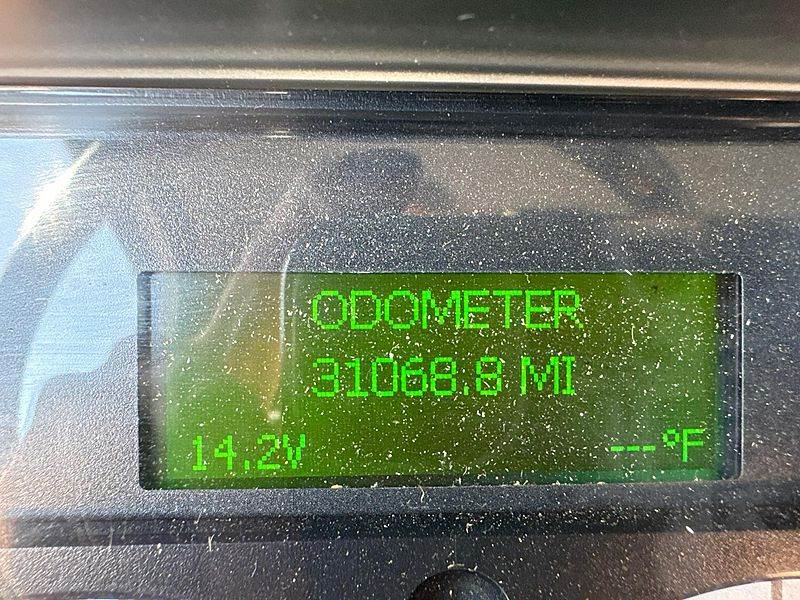 ODOMETER
31068.8 MI
14.2V ---°F